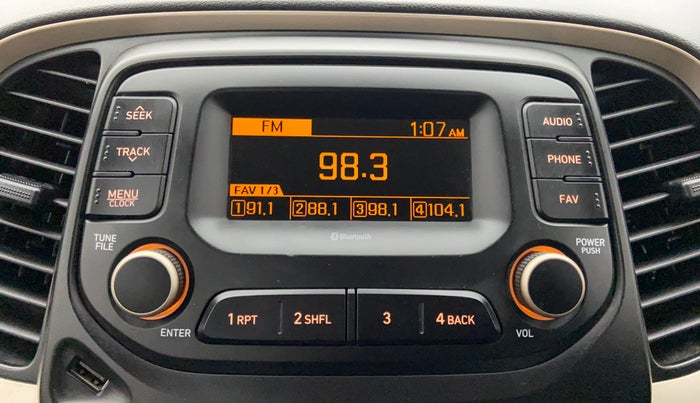 SEEK
TRACK
MENU
CLOCK
TUNE
FILE
ENTER
FM 1:07 AM
98.3
FAV 1/3
1 91.1 2 88.1 3 98.1 4 104.1
Bluetooth
AUDIO
PHONE
FAV
POWER
PUSH
VOL
1 RPT 2 SHFL 3 4 BACK